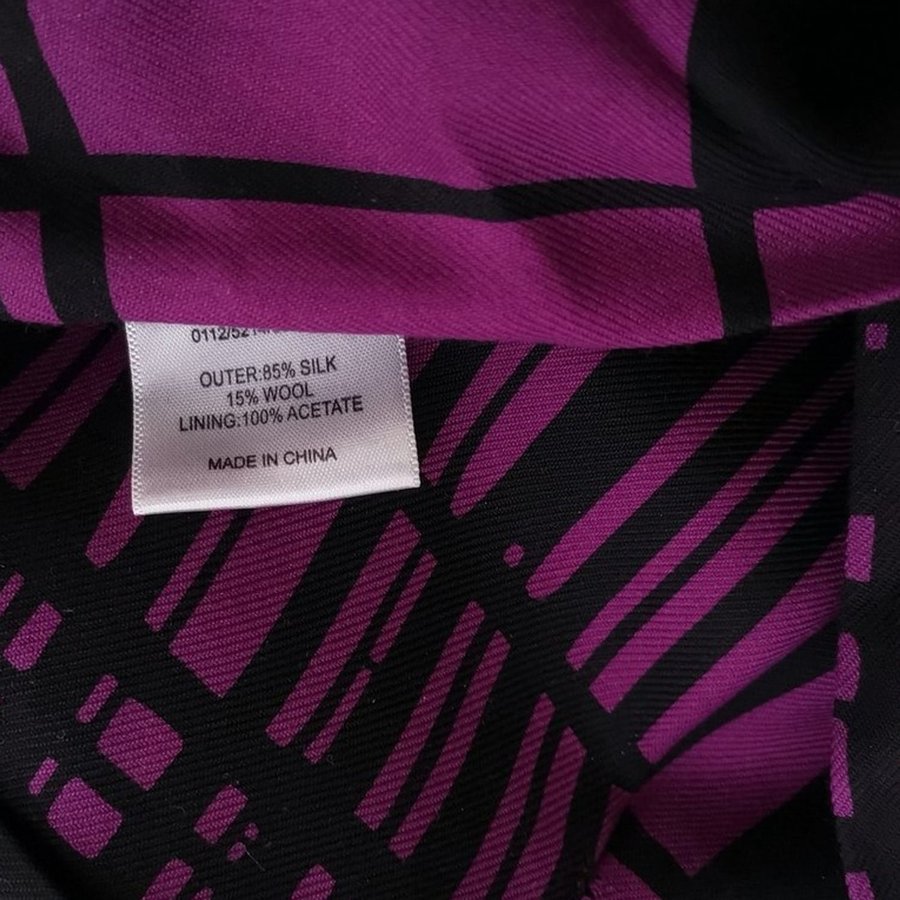 OUTER:85% SILK
15% WOOL
LINING:100% ACETATE
MADE IN CHINA